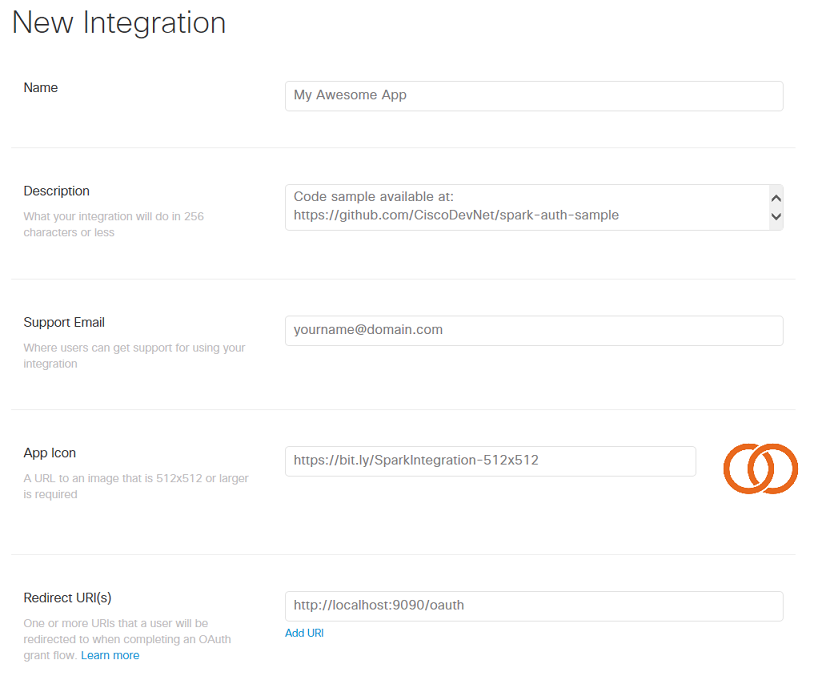 New Integration
Name
My Awesome App
Description
What your integration will do in 256
characters or less
Code sample available at:
https://github.com/CiscoDevNet/spark-auth-sample
Support Email
Where users can get support for using your
integration
yourname@domain.com
App Icon
A URL to an image that is 512x512 or larger
is required
https://bit.ly/SparkIntegration-512x512
Redirect URI(s)
One or more URIs that a user will be
redirected to when completing an OAuth
grant flow. Learn more
http://localhost:9090/oauth
Add URI